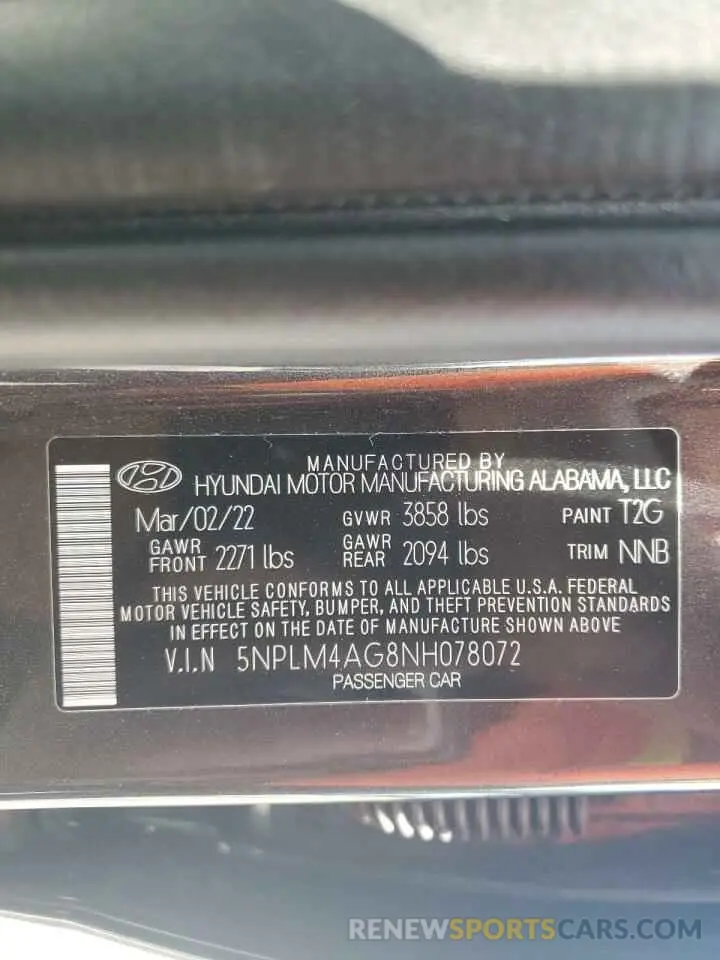 MANUFACTURED BY
HYUNDAI MOTOR MANUFACTURING ALABAMA, LLC
Mar/02/22 GVWR 3858 lbs PAINT T2G
GAWR FRONT 2271 lbs GAWR REAR 2094 lbs TRIM NNB
THIS VEHICLE CONFORMS TO ALL APPLICABLE U.S.A. FEDERAL
MOTOR VEHICLE SAFETY, BUMPER, AND THEFT PREVENTION STANDARDS
IN EFFECT ON THE DATE OF MANUFACTURE SHOWN ABOVE
V.I.N 5NPLM4AG8NH078072
PASSENGER CAR
RENEWSPORTSCARS.COM